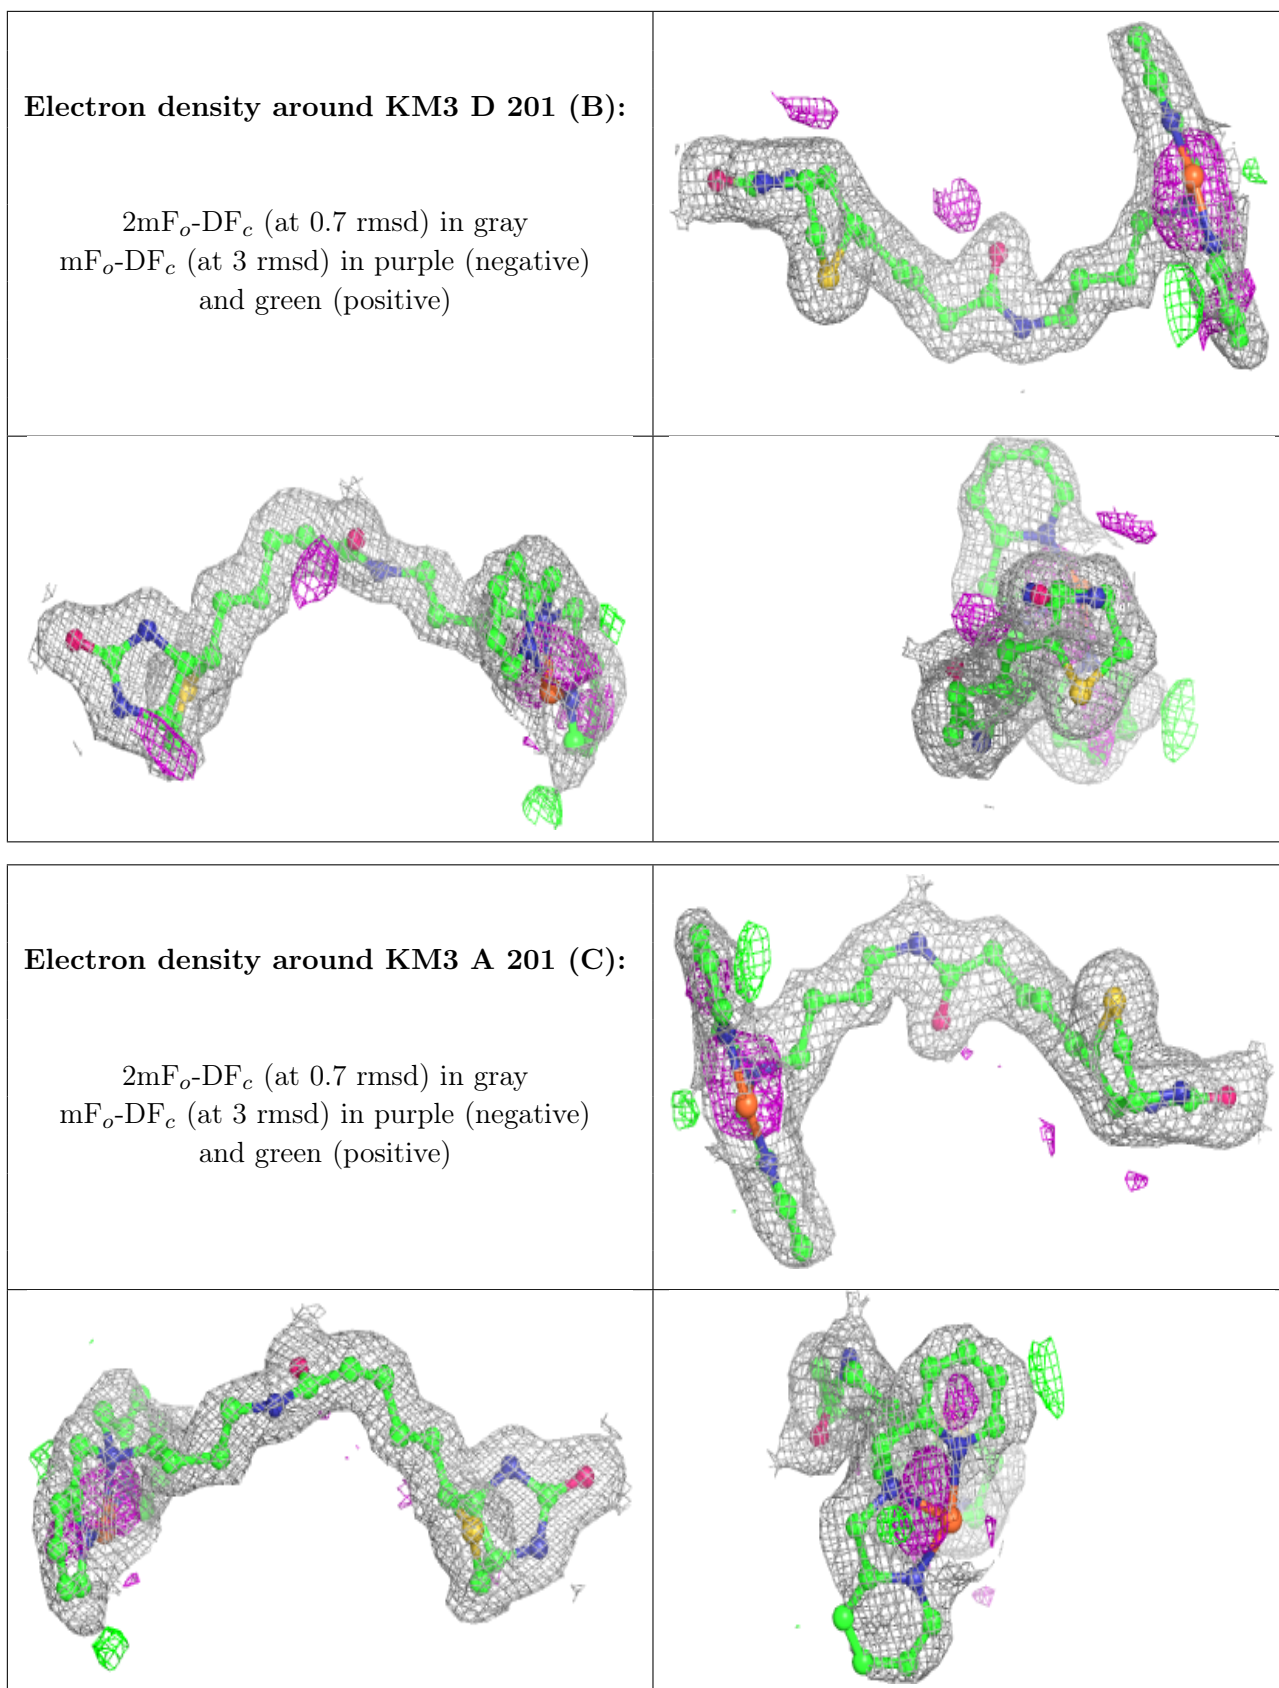 Electron density around KM3 D 201 (B):
2mFo-DFc (at 0.7 rmsd) in gray
mFo-DFc (at 3 rmsd) in purple (negative)
and green (positive)
Electron density around KM3 A 201 (C):
2mFo-DFc (at 0.7 rmsd) in gray
mFo-DFc (at 3 rmsd) in purple (negative)
and green (positive)